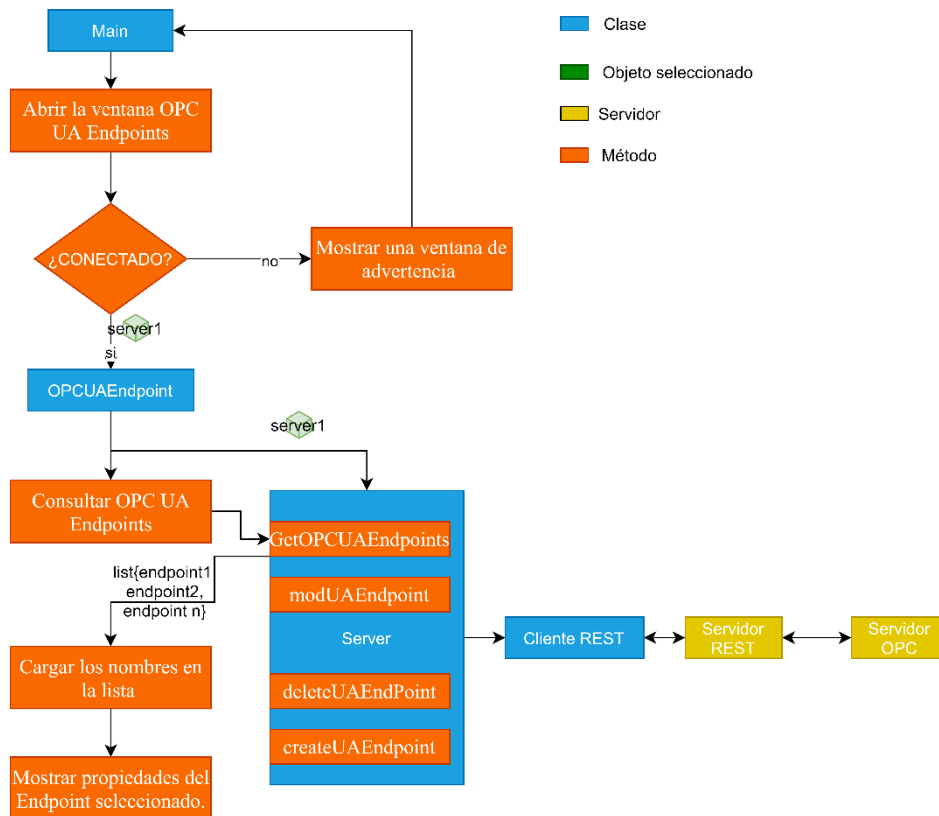 Main
Clase
Objeto seleccionado
Servidor
Método
Abrir la ventana OPC
UA Endpoints
¿CONECTADO?
no
Mostrar una ventana de
advertencia
server1
si
OPCUAEndpoint
server1
Consultar OPC UA
Endpoints
GetOPCUAEndpoints
list{endpoint1
endpoint2,
endpoint n}
modUAEndpoint
Server
Cliente REST
Servidor
REST
Servidor
OPC
Cargar los nombres en
la lista
deleteUAEndPoint
createUAEndpoint
Mostrar propiedades del
Endpoint seleccionado.